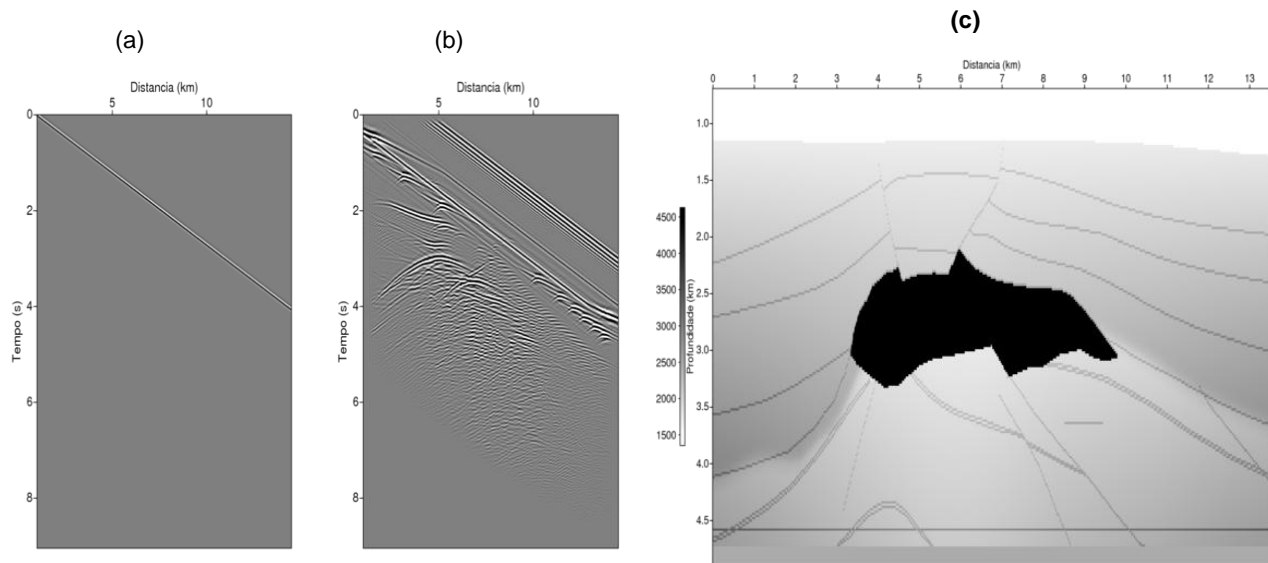 (a)
(b)
(c)
Distancia (km)
5 10
0
2
4
6
8
Tempo (s)
Distancia (km)
5 10
0
2
4
6
8
Tempo (s)
Distancia (km)
0 1 2 3 4 5 6 7 8 9 10 11 12 13
1.0
1.5
2.0
2.5
3.0
3.5
4.0
4.5
Profundidade (km)
4500
4000
3500
3000
2500
2000
1500